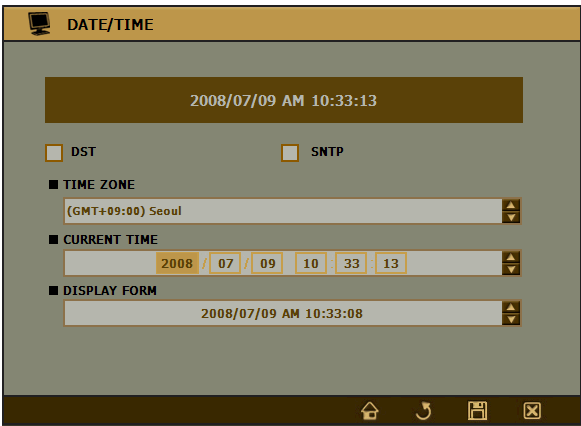 DATE/TIME
2008/07/09 AM 10:33:13
DST SNTP
TIME ZONE
(GMT+09:00) Seoul
CURRENT TIME
2008 / 07 / 09 10 : 33 : 13
DISPLAY FORM
2008/07/09 AM 10:33:08